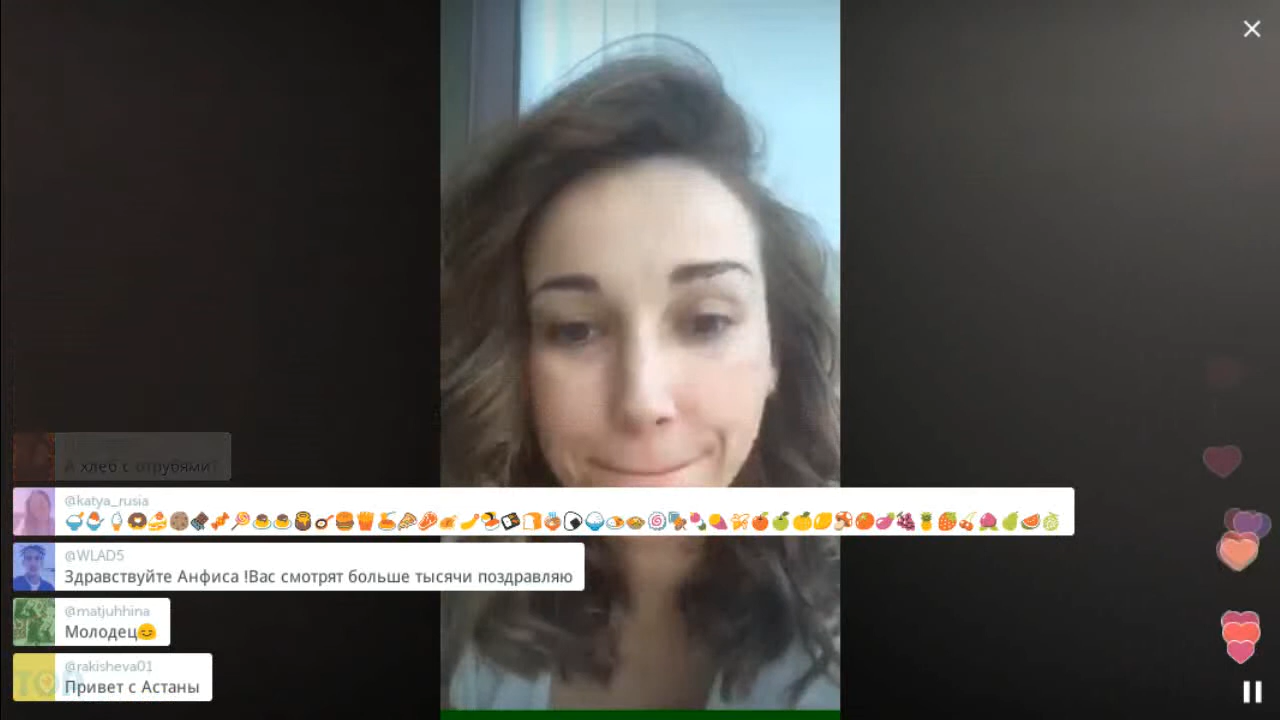 А хлеб с отрубями?
@katya_rusia
@WLAD5
Здравствуйте Анфиса !Вас смотрят больше тысячи поздравляю
@matjuhhina
Молодец😊
@rakisheva01
Привет с Астаны